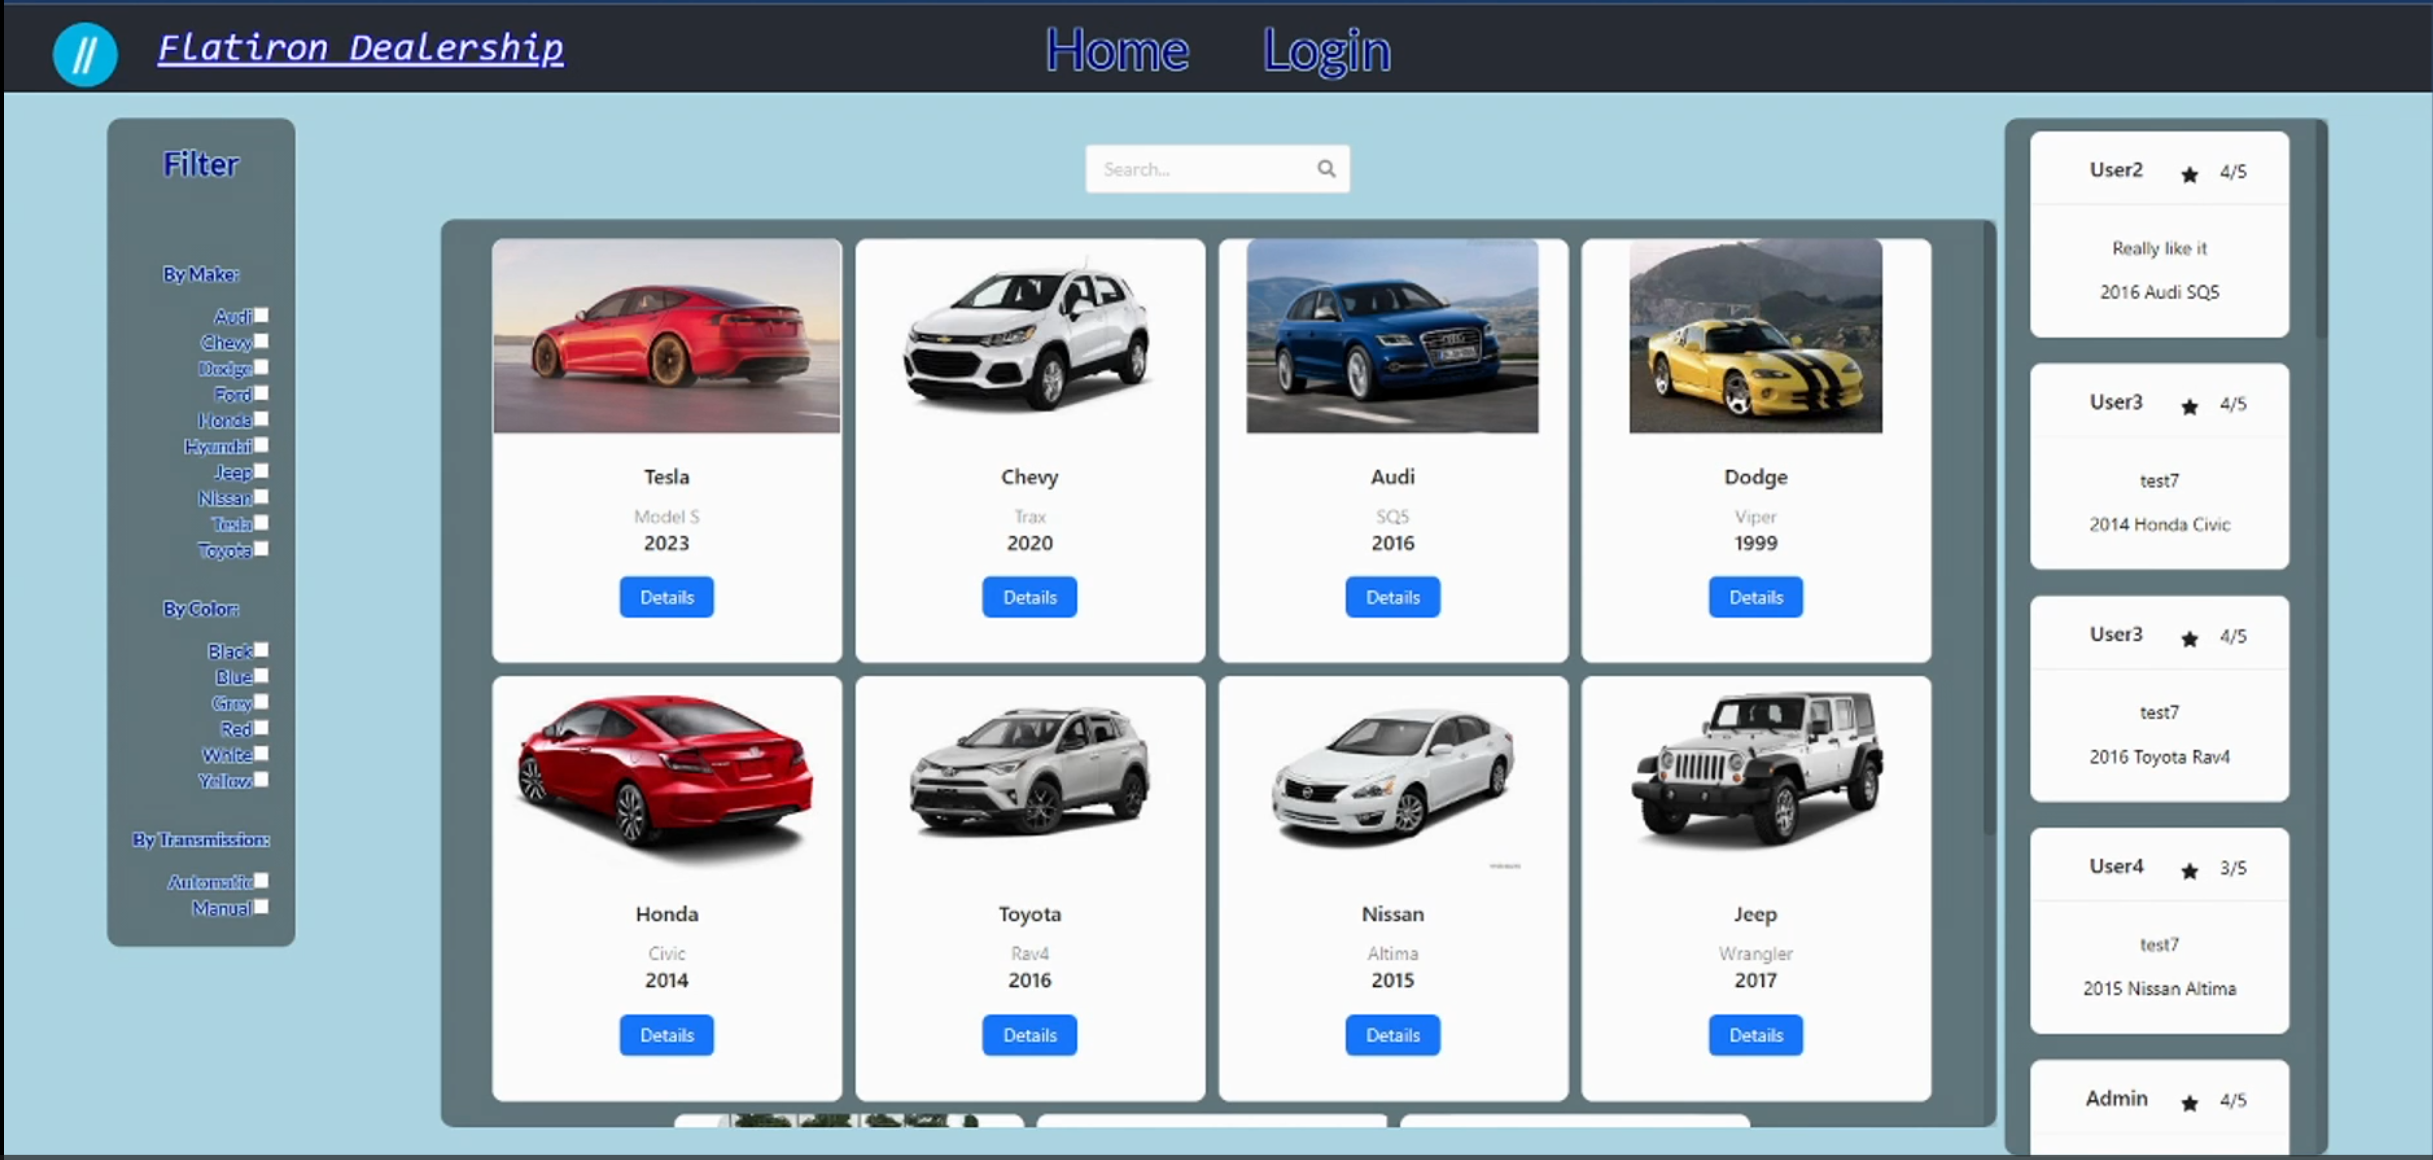 Flatiron Dealership
Home Login
Filter
By Make:
Audi
Chevy
Dodge
Ford
Honda
Hyundai
Jeep
Nissan
Tesla
Toyota
By Color:
Black
Blue
Grey
Red
White
Yellow
By Transmission:
Automatic
Manual
Search...
Tesla
Model S
2023
Details
Chevy
Trax
2020
Details
Audi
SQ5
2016
Details
Dodge
Viper
1999
Details
Honda
Civic
2014
Details
Toyota
Rav4
2016
Details
Nissan
Altima
2015
Details
Jeep
Wrangler
2017
Details
User2 ★ 4/5
Really like it
2016 Audi SQ5
User3 ★ 4/5
test7
2014 Honda Civic
User3 ★ 4/5
test7
2016 Toyota Rav4
User4 ★ 3/5
test7
2015 Nissan Altima
Admin ★ 4/5